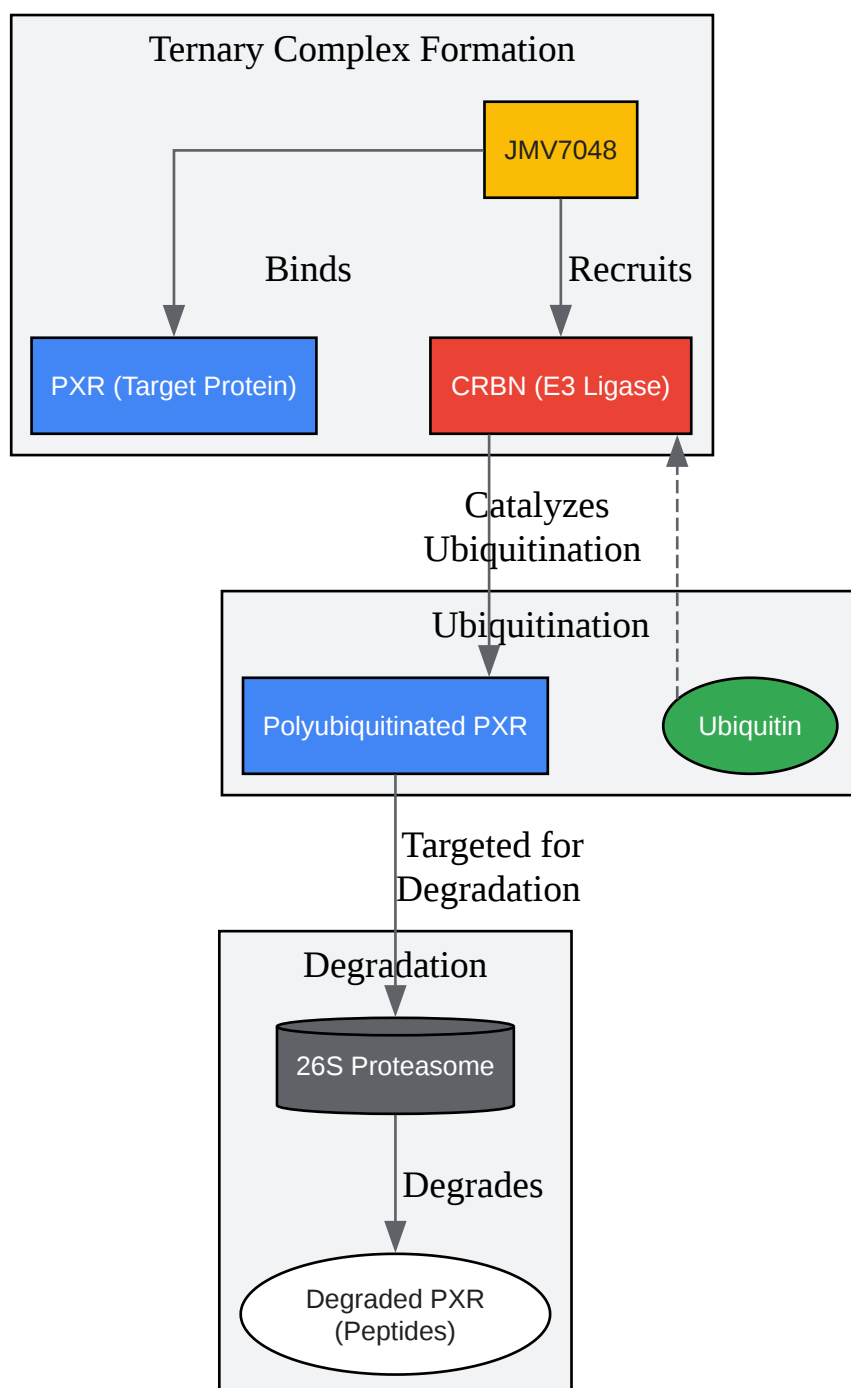 Ternary Complex Formation
JMV7048
Binds
Recruits
PXR (Target Protein)
CRBN (E3 Ligase)
Catalyzes
Ubiquitination
Ubiquitination
Polyubiquitinated PXR
Ubiquitin
Targeted for
Degradation
Degradation
26S Proteasome
Degrades
Degraded PXR
(Peptides)